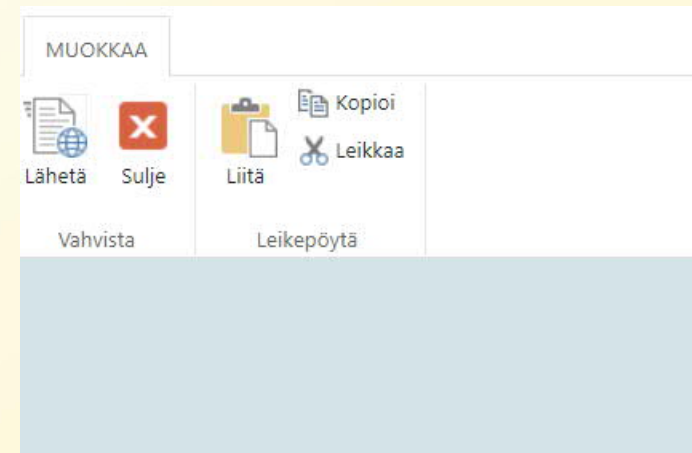 MUOKKAA
Kopioi
Leikkaa
Lähetä Sulje Liitä
Vahvista Leikepöytä